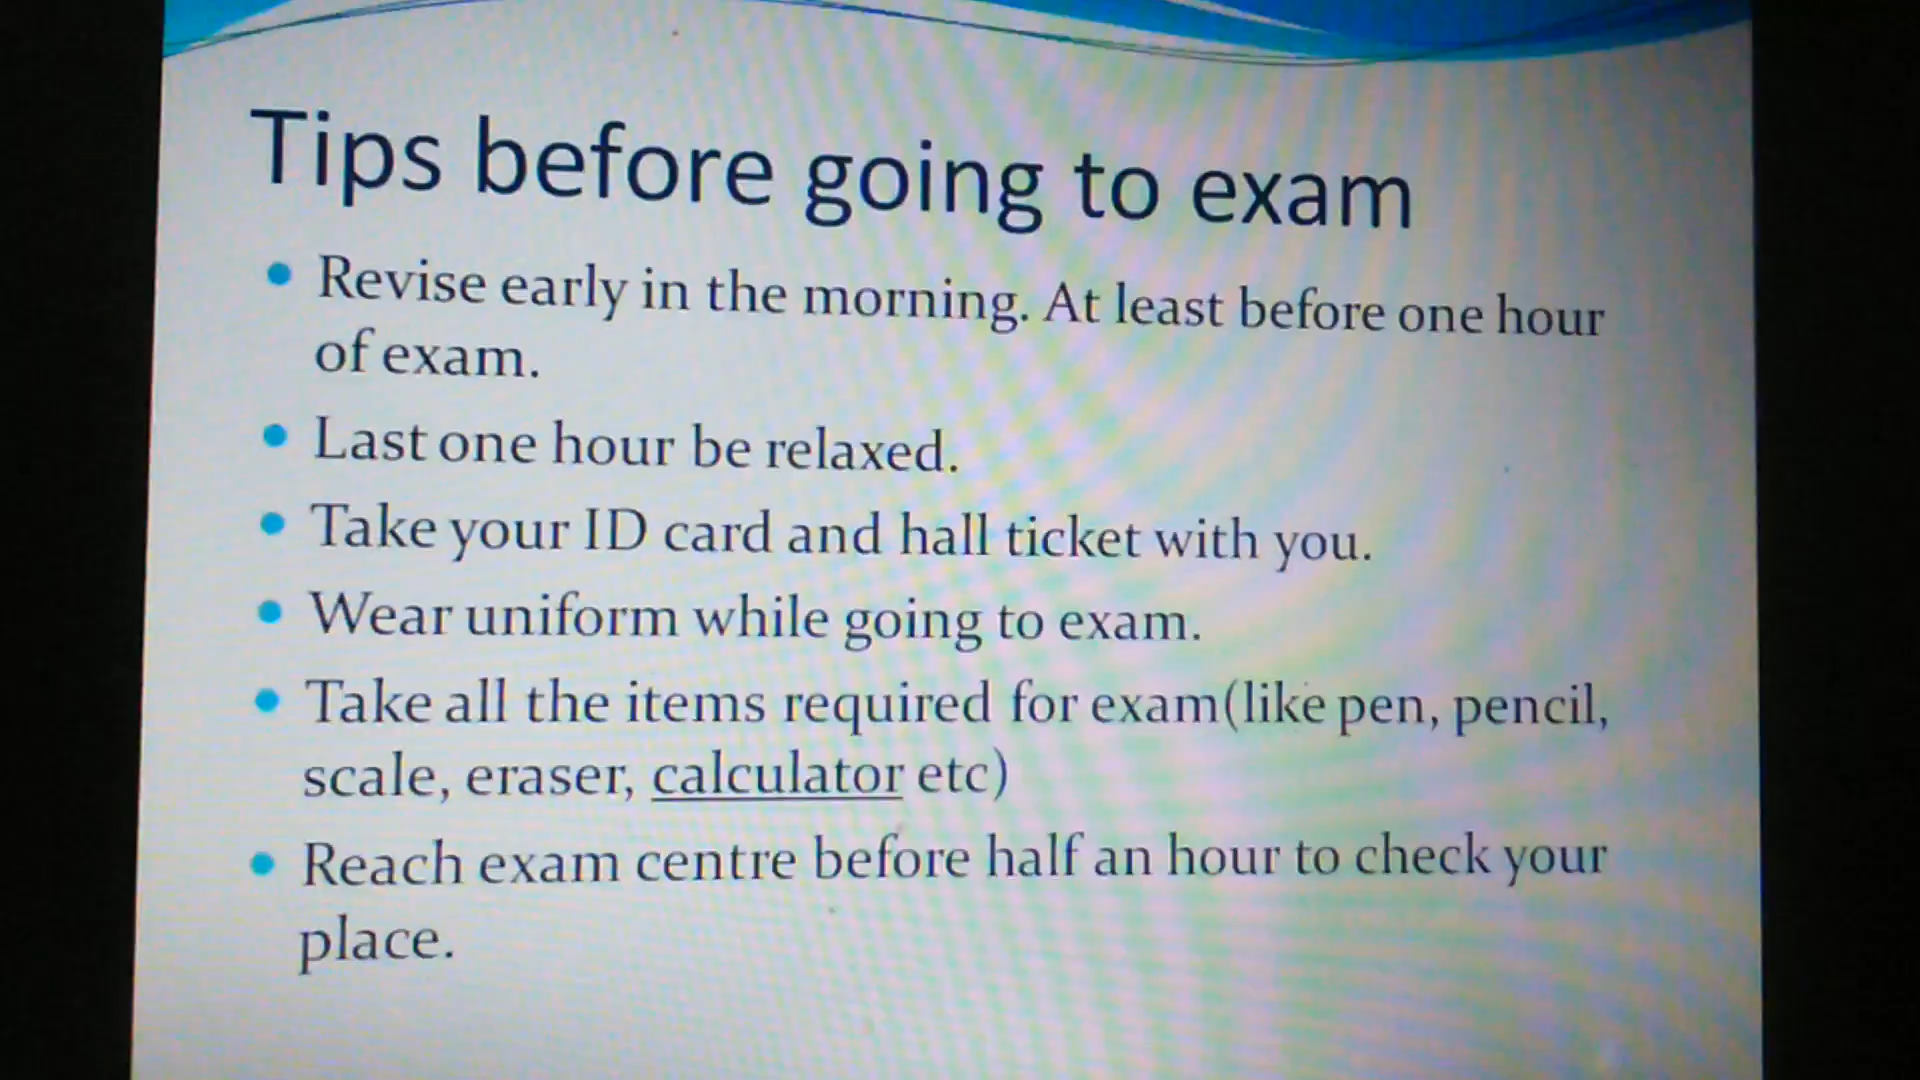 Tips before going to exam
Revise early in the morning. At least before one hour
of exam.
Last one hour be relaxed.
Take your ID card and hall ticket with you.
Wear uniform while going to exam.
Take all the items required for exam(like pen, pencil,
scale, eraser, calculator etc)
Reach exam centre before half an hour to check your
place.